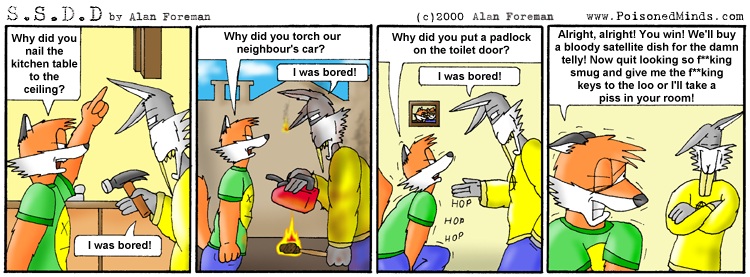 S.S.D.D by Alan Foreman (c)2000 Alan Foreman www.PoisonedMinds.com
Why did you
nail the
kitchen table
to the
ceiling?
I was bored!
Why did you torch our
neighbour's car?
I was bored!
Why did you put a padlock
on the toilet door?
I was bored!
HOP
HOP
HOP
Alright, alright! You win! We'll buy
a bloody satellite dish for the damn
telly! Now quit looking so f**king
smug and give me the f**king
keys to the loo or I'll take a
piss in your room!